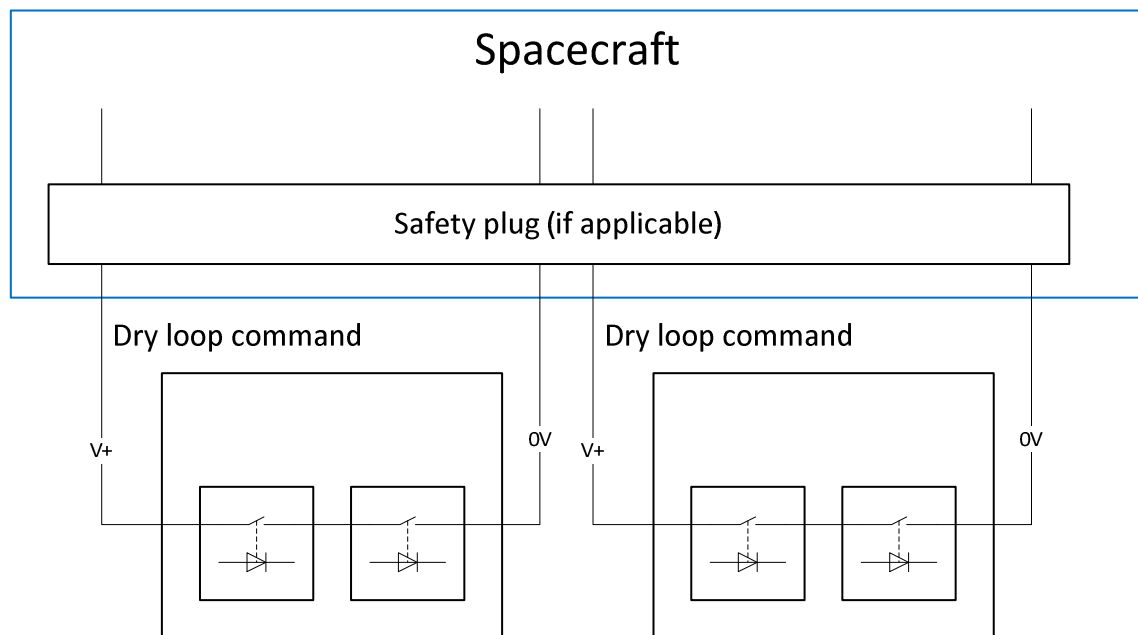 Spacecraft
Safety plug (if applicable)
Dry loop command
Dry loop command
V+
0V
V+
0V